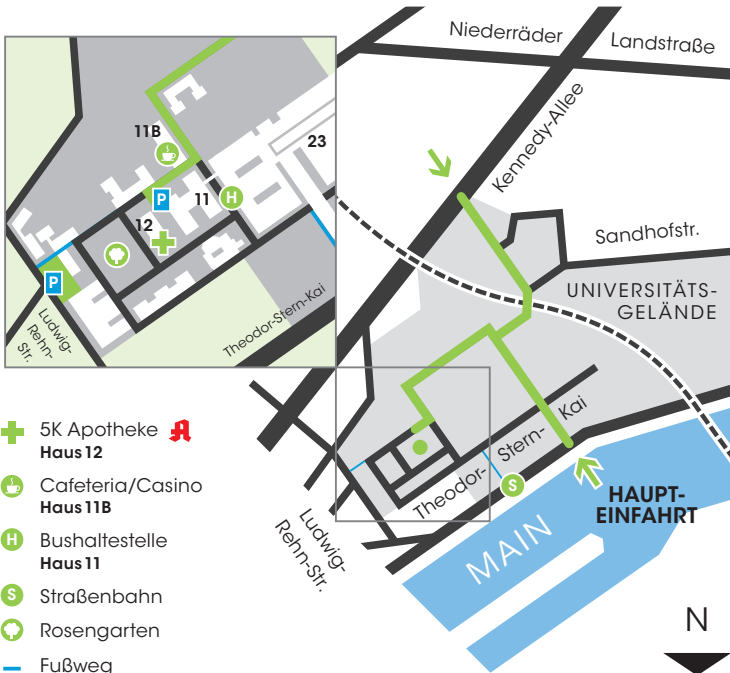 Niederräder Landstraße
Kennedy-Allee
Sandhofstr.
UNIVERSITÄTS-
GELÄNDE
11B
23
P
11
H
12
P
Ludwig-
Rehn-
Str.
Theodor-Stern-Kai
Theodor-Stern-Kai
S
HAUPT-
EINFAHRT
MAIN
Ludwig-
Rehn-Str.
N
5K Apotheke
Haus 12
Cafeteria/Casino
Haus 11B
H Bushaltestelle
Haus 11
S Straßenbahn
Rosengarten
Fußweg